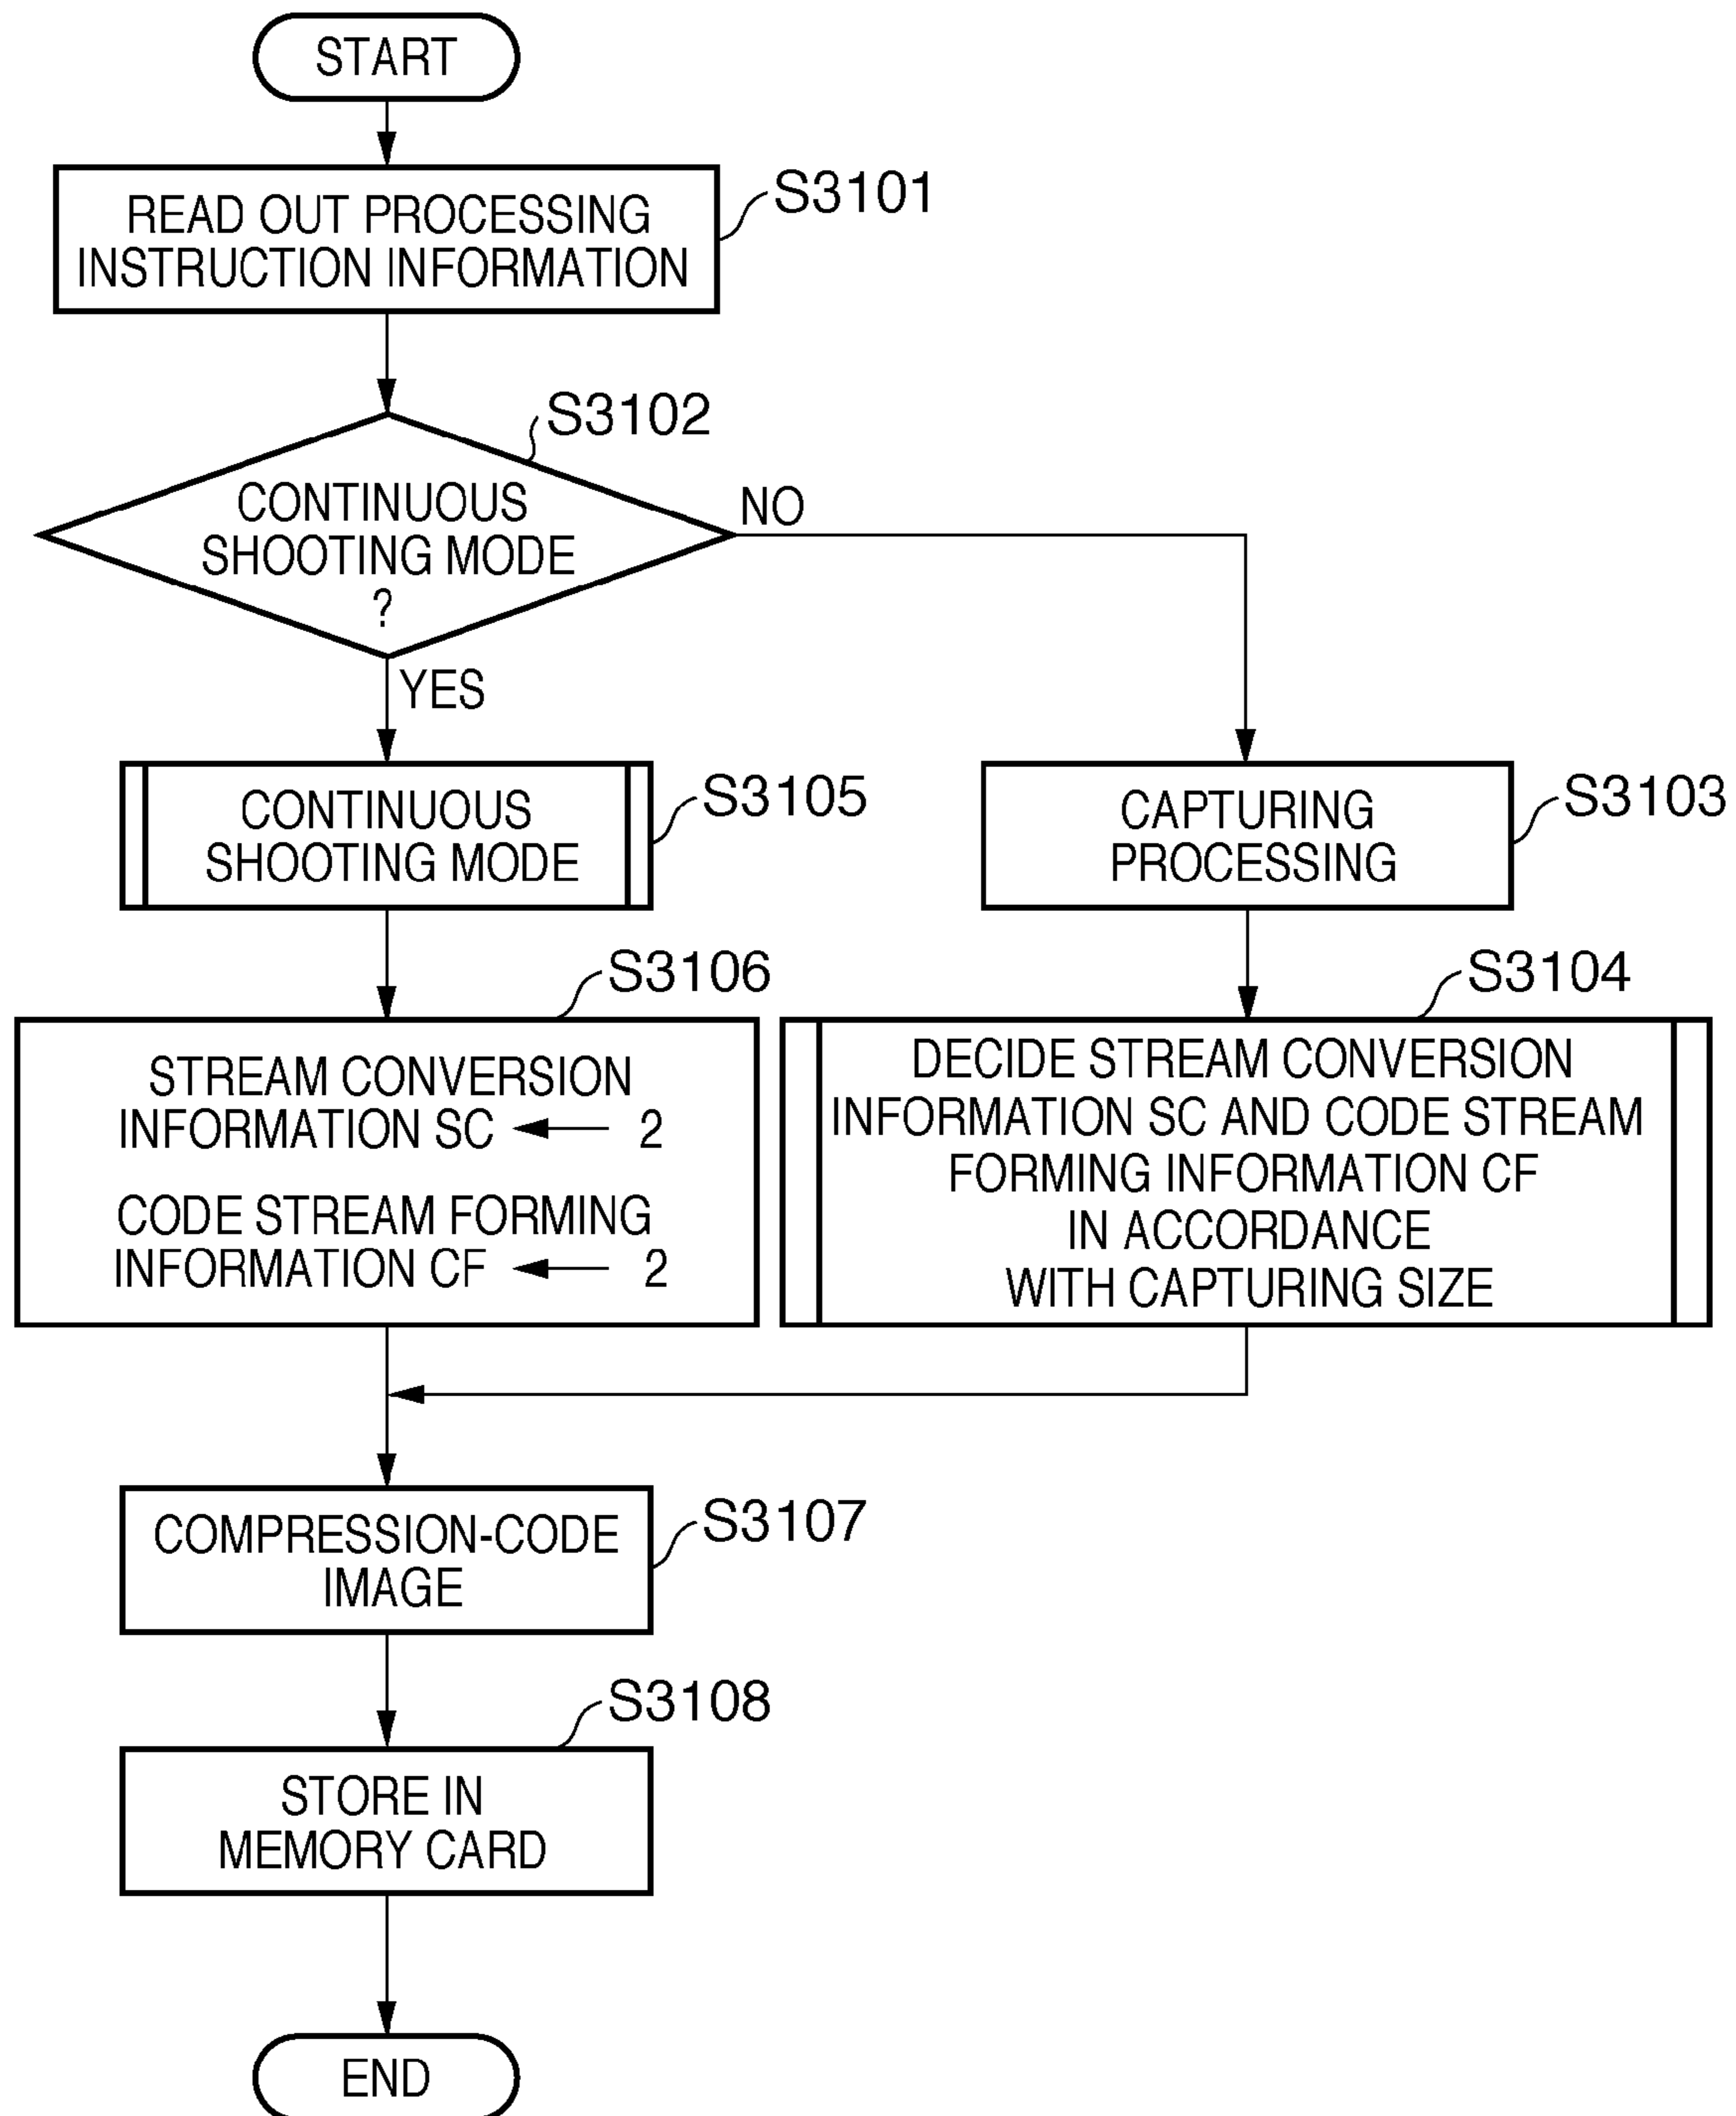 START
READ OUT PROCESSING
INSTRUCTION INFORMATION
S3101
S3102
CONTINUOUS
SHOOTING MODE
?
NO
YES
CONTINUOUS
SHOOTING MODE
S3105
CAPTURING
PROCESSING
S3103
S3106
STREAM CONVERSION
INFORMATION SC ← 2
CODE STREAM FORMING
INFORMATION CF ← 2
S3104
DECIDE STREAM CONVERSION
INFORMATION SC AND CODE STREAM
FORMING INFORMATION CF
IN ACCORDANCE
WITH CAPTURING SIZE
COMPRESSION-CODE
IMAGE
S3107
S3108
STORE IN
MEMORY CARD
END